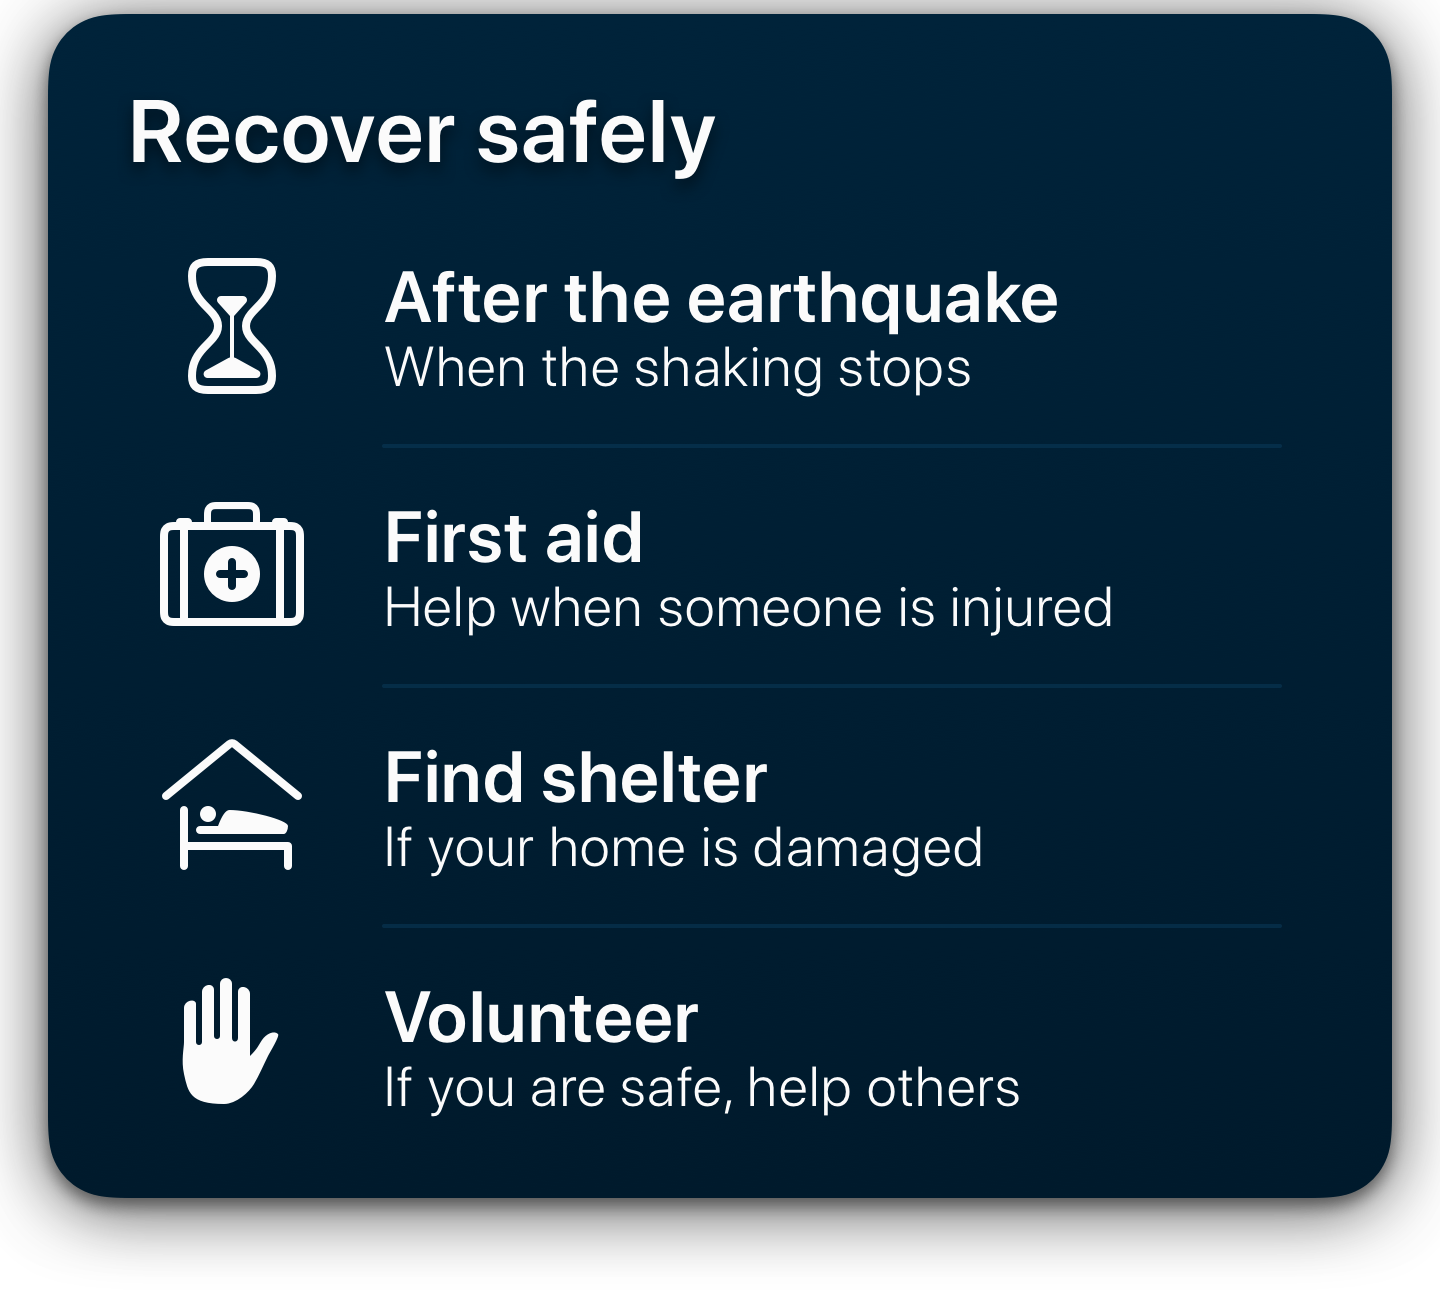 Recover safely
After the earthquake
When the shaking stops
First aid
Help when someone is injured
Find shelter
If your home is damaged
Volunteer
If you are safe, help others